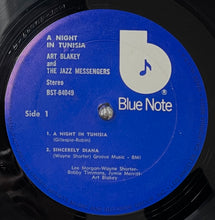 A NIGHT
IN TUNISIA
ART BLAKEY
and
THE JAZZ MESSENGERS
Stereo
BST-84049
Side 1
Blue Note
1. A NIGHT IN TUNISIA
(Gillespie-Robin)
2. SINCERELY DIANA
(Wayne Shorter) Groove Music - BMI
Lee Morgan-Wayne Shorter-
Bobby Timmons, Jymie Merritt
Art Blakey